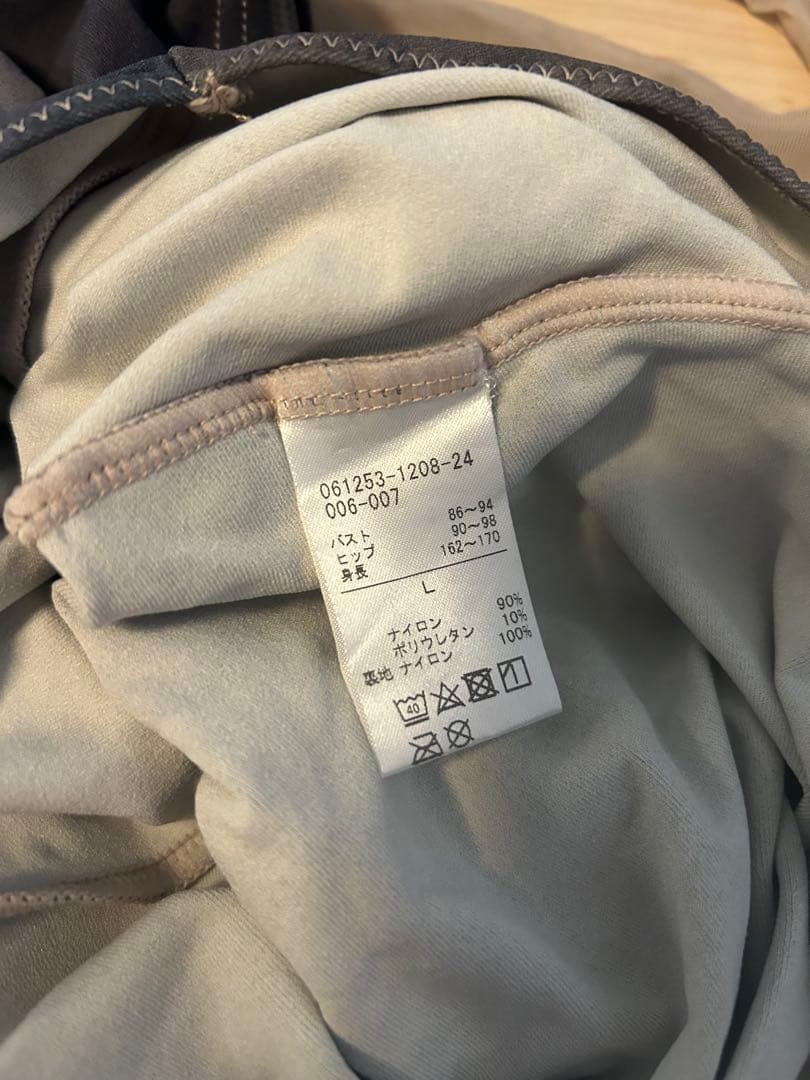 061253-1208-24
006-007
バスト 86～94
ヒップ 90～98
身長 162～170
L
ナイロン 90%
ポリウレタン 10%
裏地 ナイロン 100%
40